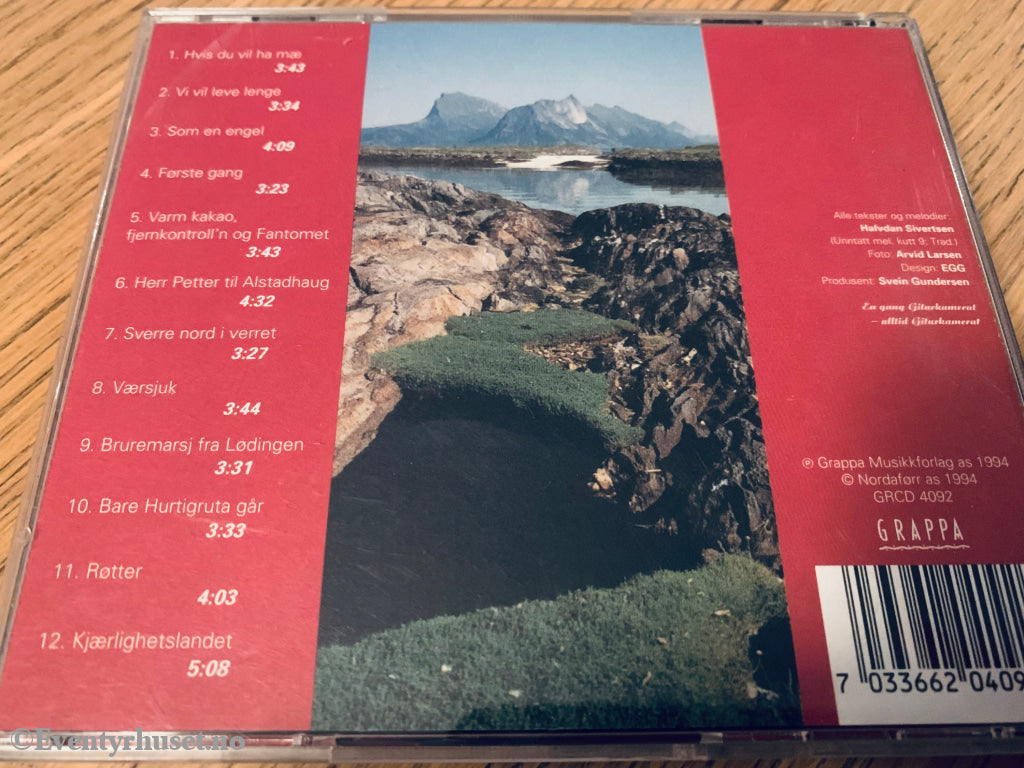 1. Hvis du vil ha mæ
3:43
2. Vi vil leve lenge
3:34
3. Som en engel
4:09
4. Første gang
3:23
5. Varm kakao,
fjernkontroll'n og Fantomet
3:43
6. Herr Petter til Alstadhaug
4:32
7. Sverre nord i verret
3:27
8. Værsjuk
3:44
9. Bruremarsj fra Lødingen
3:31
10. Bare Hurtigruta går
3:33
11. Røtter
4:03
12. Kjærlighetslandet
5:08
Alle tekster og melodier:
Halvdan Sivertsen
(Unntatt mel. kutt 9; Trad.)
Foto: Arvid Larsen
Design: EGG
Produsent: Svein Gundersen
En gang Gitarkamerat
– alltid Gitarkamerat
℗ Grappa Musikkforlag as 1994
© Nordaførr as 1994
GRCD 4092
GRAPPA
7 033662 0409
©Eventyrhuset.no